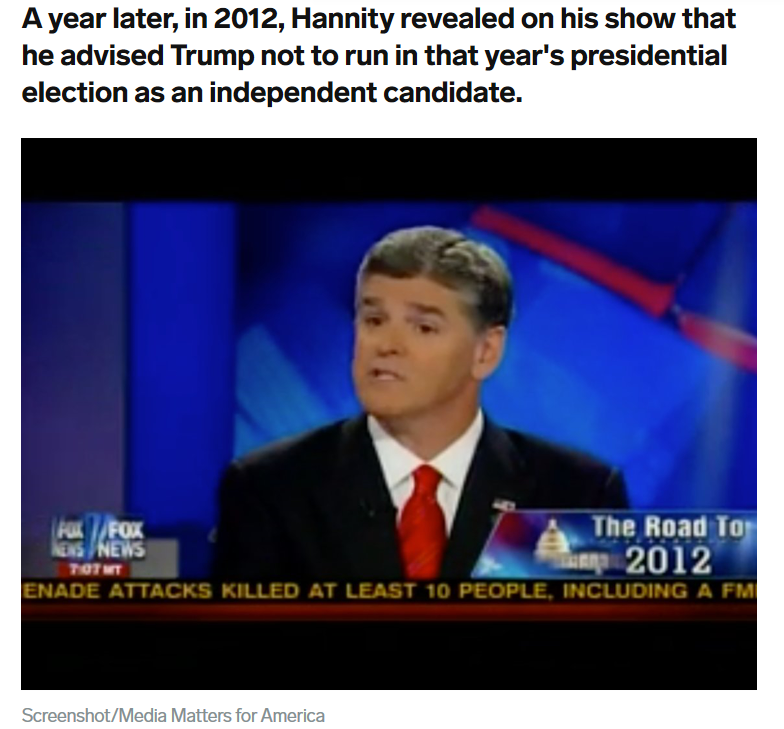 A year later, in 2012, Hannity revealed on his show that
he advised Trump not to run in that year's presidential
election as an independent candidate.
FOX NEWS
FOX NEWS
7:07 MT
The Road To
2012
ENADE ATTACKS KILLED AT LEAST 10 PEOPLE, INCLUDING A FM
Screenshot/Media Matters for America